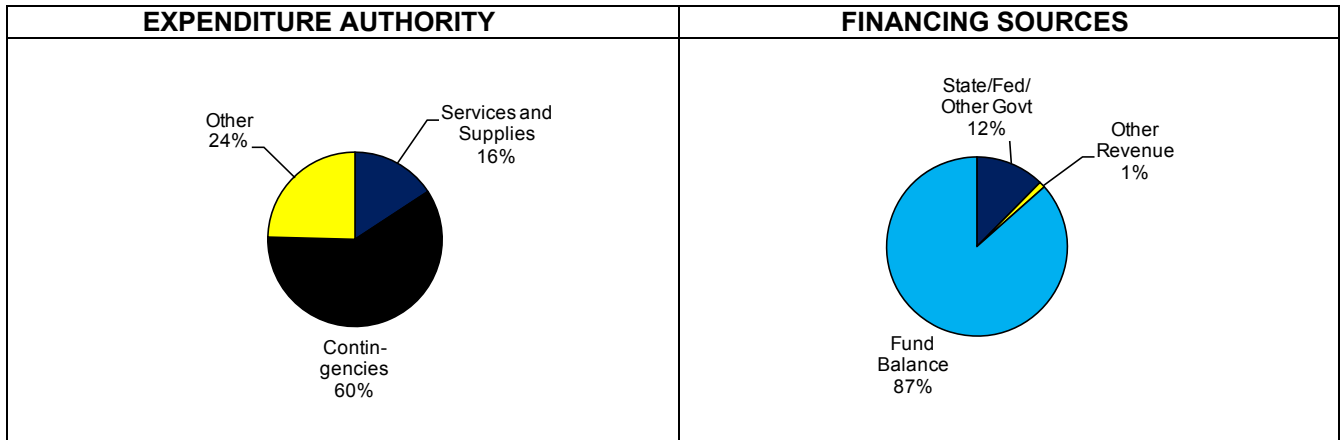 EXPENDITURE AUTHORITY
Other
24%
Services and
Supplies
16%
Contin-
gencies
60%
FINANCING SOURCES
State/Fed/
Other Govt
12%
Other
Revenue
1%
Fund
Balance
87%